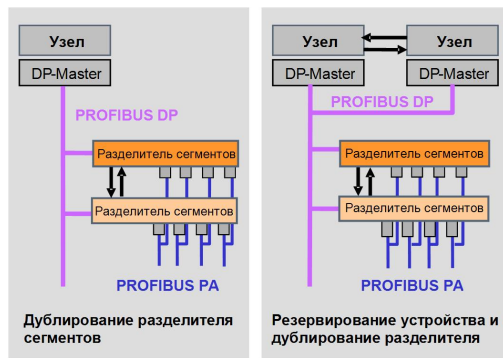 Узел
DP-Master
PROFIBUS DP
Разделитель сегментов
Разделитель сегментов
PROFIBUS PA
Дублирование разделителя
сегментов
Узел
Узел
DP-Master
DP-Master
PROFIBUS DP
Разделитель сегментов
Разделитель сегментов
PROFIBUS PA
Резервирование устройства и
дублирование разделителя